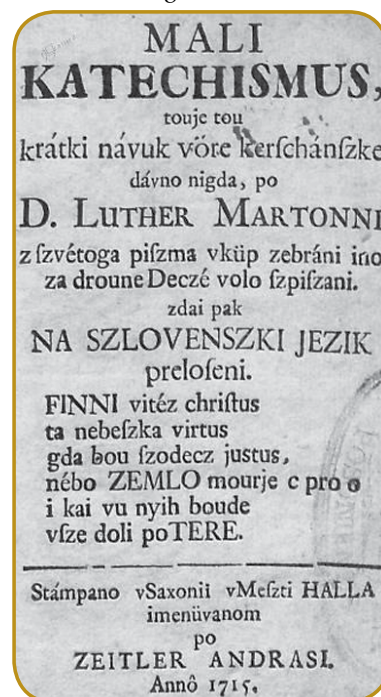 MALI
KATECHISMUS,
touje tou
krátki návuk vöre kerſchánſzke
dávno nigda, po
D. LUTHER MARTONNI
z ſzvétoga piſzma vküp zebráni ino
za droune Deczé volo ſzpiſzani.
zdai pak
NA SZLOVENSZKI JEZIK
preloſeni.
FINNI vitéz chriſtus
ta nebeſzka virtus
gda bou ſzodecz justus,
nébo ZEMLO mourje c pro o
i kai vu nyih boude
vſze doli poTERE.
Stámpano vSaxonii vMeſzti HALLA
imenüvanom
po
ZEITLER ANDRASI.
Annô 1715.